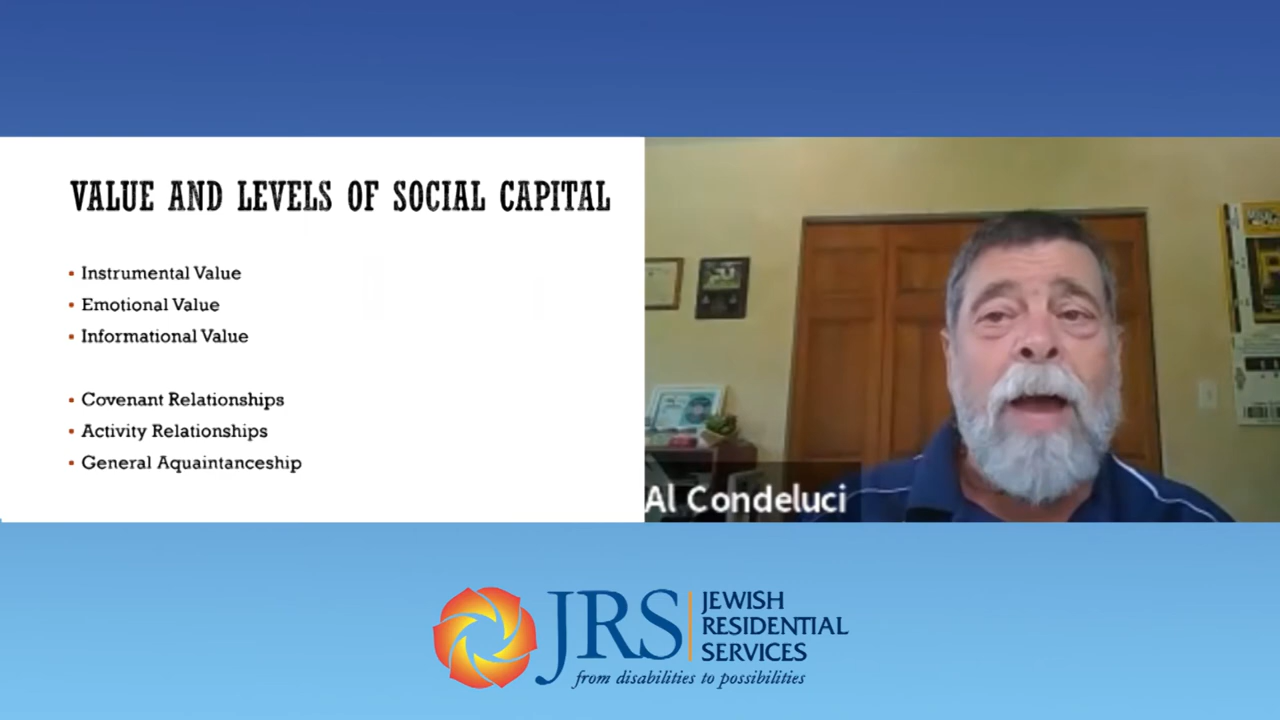 VALUE AND LEVELS OF SOCIAL CAPITAL
• Instrumental Value
• Emotional Value
• Informational Value
• Covenant Relationships
• Activity Relationships
• General Aquaintanceship
Al Condeluci
JRS
JEWISH
RESIDENTIAL
SERVICES
from disabilities to possibilities